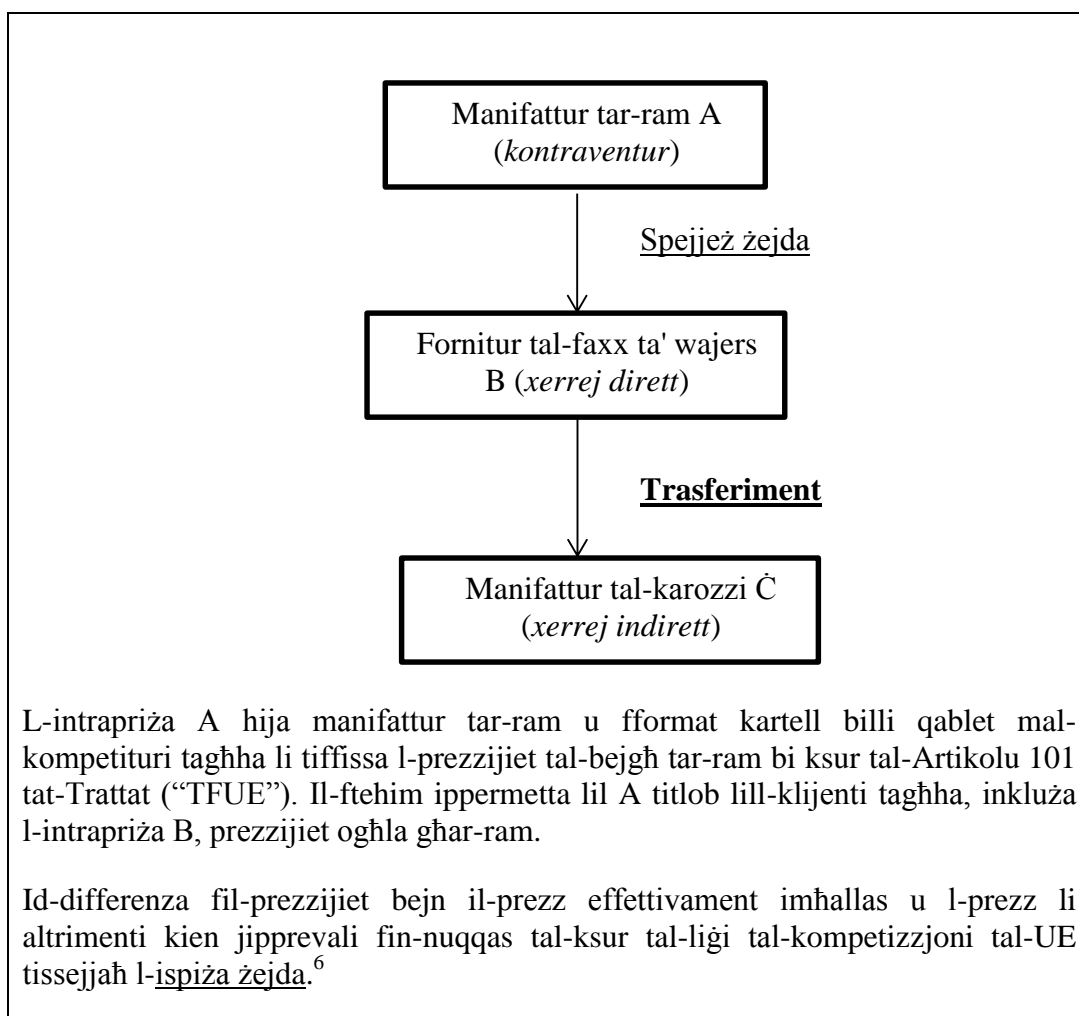 Manifattur tar-ram A
(kontraventur)
Spejjeż żejda
Fornitur tal-faxx ta' wajers
B (xerrej dirett)
Trasferiment
Manifattur tal-karozzi Ċ
(xerrej indirett)
L-intrapriża A hija manifattur tar-ram u fformat kartell billi qablet mal-
kompetituri tagħha li tiffissa l-prezzijiet tal-bejgħ tar-ram bi ksur tal-Artikolu 101
tat-Trattat (“TFUE”). Il-ftehim ippermetta lil A titlob lill-klijenti tagħha, inkluża
l-intrapriża B, prezzijiet ogħla għar-ram.
Id-differenza fil-prezzijiet bejn il-prezz effettivament imħallas u l-prezz li
altrimenti kien jipprevali fin-nuqqas tal-ksur tal-liġi tal-kompetizzjoni tal-UE
tissejjaħ l-ispiża żejda.6